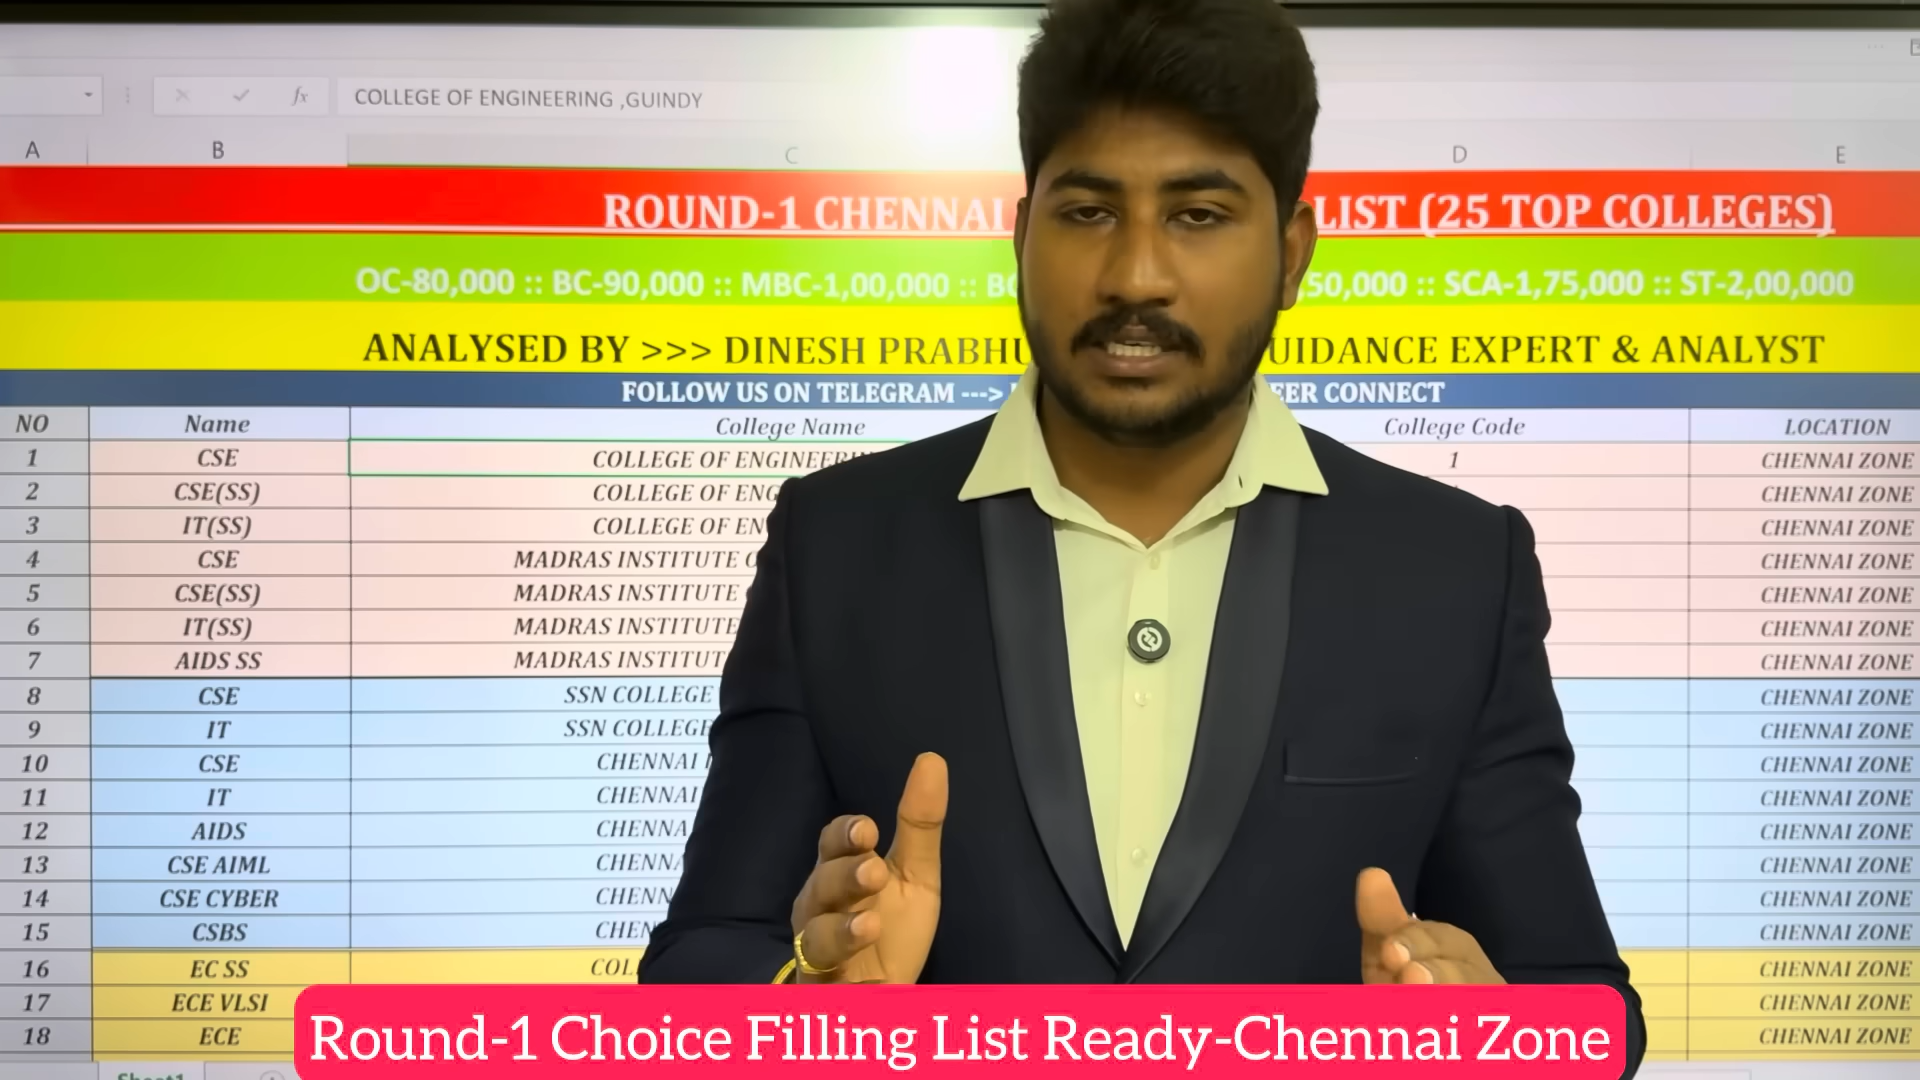 fx COLLEGE OF ENGINEERING ,GUINDY
A B C D E
ROUND-1 CHENNAI LIST (25 TOP COLLEGES)
OC-80,000 :: BC-90,000 :: MBC-1,00,000 :: 50,000 :: SCA-1,75,000 :: ST-2,00,000
ANALYSED BY >>> DINESH PRABHU UIDANCE EXPERT & ANALYST
FOLLOW US ON TELEGRAM ---> EER CONNECT
NO Name College Name College Code LOCATION
1 CSE COLLEGE OF ENGINEERIN 1 CHENNAI ZONE
2 CSE(SS) COLLEGE OF ENG CHENNAI ZONE
3 IT(SS) COLLEGE OF EN CHENNAI ZONE
4 CSE MADRAS INSTITUTE O CHENNAI ZONE
5 CSE(SS) MADRAS INSTITUTE CHENNAI ZONE
6 IT(SS) MADRAS INSTITUTE CHENNAI ZONE
7 AIDS SS MADRAS INSTITUT CHENNAI ZONE
8 CSE SSN COLLEGE CHENNAI ZONE
9 IT SSN COLLEGE CHENNAI ZONE
10 CSE CHENNAI CHENNAI ZONE
11 IT CHENNAI CHENNAI ZONE
12 AIDS CHENNA CHENNAI ZONE
13 CSE AIML CHENN CHENNAI ZONE
14 CSE CYBER CHENN CHENNAI ZONE
15 CSBS CHEN CHENNAI ZONE
16 EC SS COLL CHENNAI ZONE
17 ECE VLSI CHENNAI ZONE
18 ECE CHENNAI ZONE
Round-1 Choice Filling List Ready-Chennai Zone
Sheet1